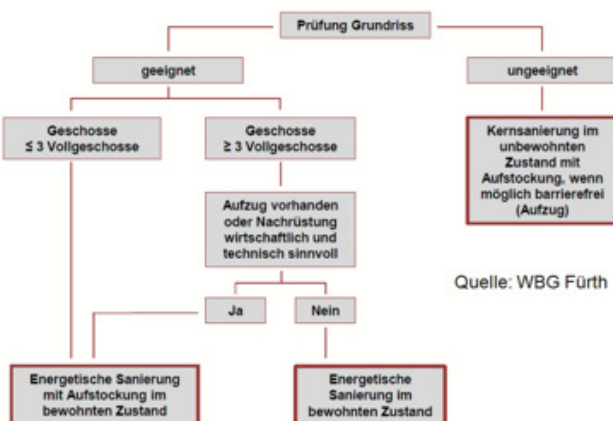 Prüfung Grundriss
geeignet
ungeeignet
Geschosse
≤ 3 Vollgeschosse
Geschosse
≥ 3 Vollgeschosse
Kernsanierung im
unbewohnten
Zustand mit
Aufstockung, wenn
möglich barrierefrei
(Aufzug)
Aufzug vorhanden
oder Nachrüstung
wirtschaftlich und
technisch sinnvoll
Quelle: WBG Fürth
Ja
Nein
Energetische Sanierung
mit Aufstockung im
bewohnten Zustand
Energetische
Sanierung im
bewohnten Zustand